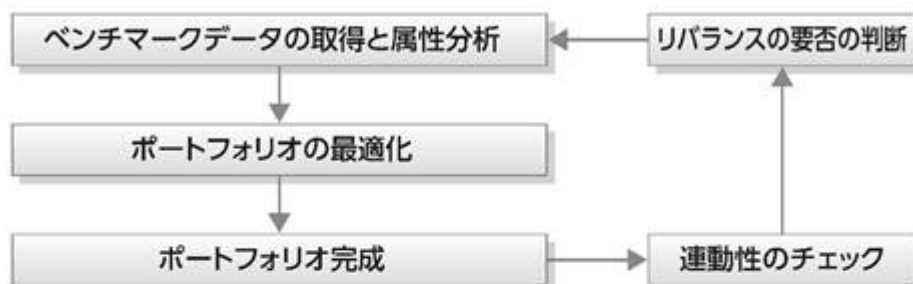 ベンチマークデータの取得と属性分析
リバランスの要否の判断
ポートフォリオの最適化
ポートフォリオ完成
連動性のチェック